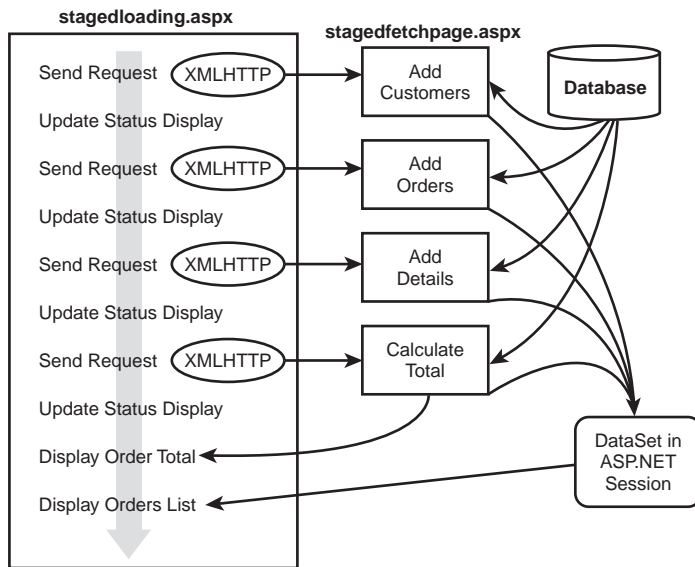 stagedloading.aspx
stagedfetchpage.aspx
Send Request
XMLHTTP
Add
Customers
Database
Update Status Display
Send Request
XMLHTTP
Add
Orders
Update Status Display
Send Request
XMLHTTP
Add
Details
Update Status Display
Send Request
XMLHTTP
Calculate
Total
Update Status Display
Display Order Total
DataSet in
ASP.NET
Session
Display Orders List